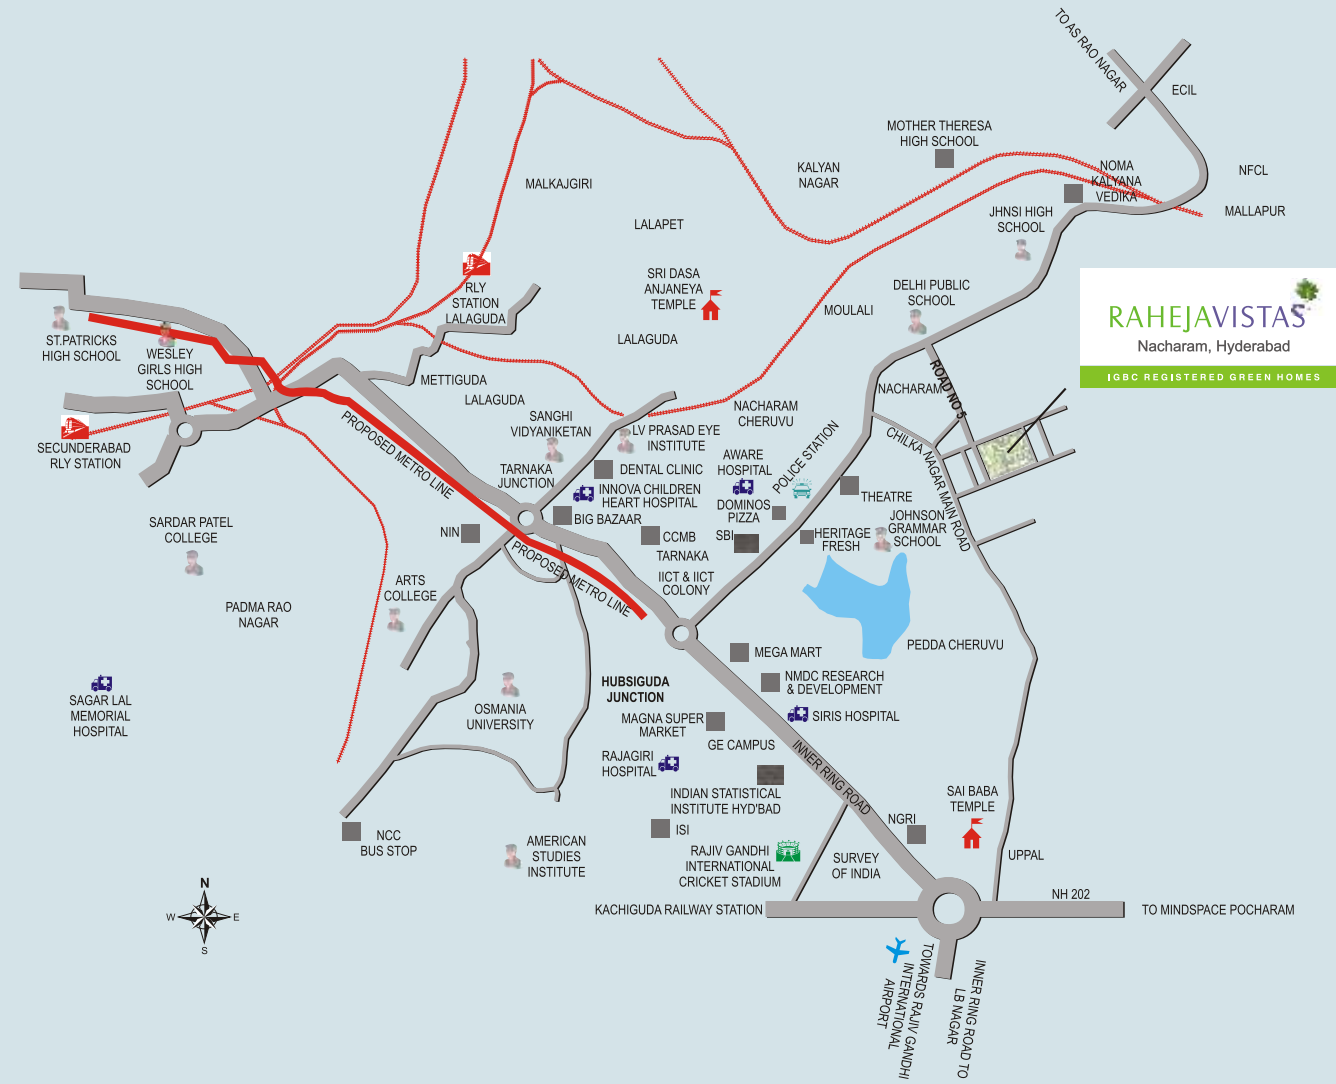 TO AS RAO NAGAR
ECIL
MOTHER THERESA
HIGH SCHOOL
KALYAN
NAGAR
NOMA
KALYANA
VEDIKA
NFCL
MALLAPUR
MALKAJGIRI
JHNSI HIGH
SCHOOL
LALAPET
SRI DASA
ANJANEYA
TEMPLE
RLY
STATION
LALAGUDA
DELHI PUBLIC
SCHOOL
MOULALI
RAHEJAVISTAS
Nacharam, Hyderabad
IGBC REGISTERED GREEN HOMES
ST.PATRICKS
HIGH SCHOOL
WESLEY
GIRLS HIGH
SCHOOL
LALAGUDA
METTIGUDA
LALAGUDA
NACHARAM
ROAD NO 5
SANGHI
VIDYANIKETAN
NACHARAM
CHERUVU
LV PRASAD EYE
INSTITUTE
PROPOSED METRO LINE
SECUNDERABAD
RLY STATION
TARNAKA
JUNCTION
DENTAL CLINIC
AWARE
HOSPITAL
POLICE STATION
CHILKA NAGAR MAIN ROAD
INNOVA CHILDREN
HEART HOSPITAL
THEATRE
DOMINOS
PIZZA
BIG BAZAAR
SARDAR PATEL
COLLEGE
NIN
CCMB
SBI
HERITAGE
FRESH
JOHNSON
GRAMMAR
SCHOOL
TARNAKA
PROPOSED METRO LINE
IICT & IICT
COLONY
ARTS
COLLEGE
PADMA RAO
NAGAR
PEDDA CHERUVU
MEGA MART
HUBSIGUDA
JUNCTION
NMDC RESEARCH
& DEVELOPMENT
SAGAR LAL
MEMORIAL
HOSPITAL
OSMANIA
UNIVERSITY
MAGNA SUPER
MARKET
SIRIS HOSPITAL
GE CAMPUS
INNER RING ROAD
RAJAGIRI
HOSPITAL
INDIAN STATISTICAL
INSTITUTE HYD'BAD
SAI BABA
TEMPLE
NGRI
ISI
NCC
BUS STOP
AMERICAN
STUDIES
INSTITUTE
RAJIV GANDHI
INTERNATIONAL
CRICKET STADIUM
SURVEY
OF INDIA
UPPAL
NH 202
KACHIGUDA RAILWAY STATION
TO MINDSPACE POCHARAM
N
W
E
S
TOWARDS RAJIV GANDHI
INTERNATIONAL
AIRPORT
INNER RING ROAD TO
LB NAGAR